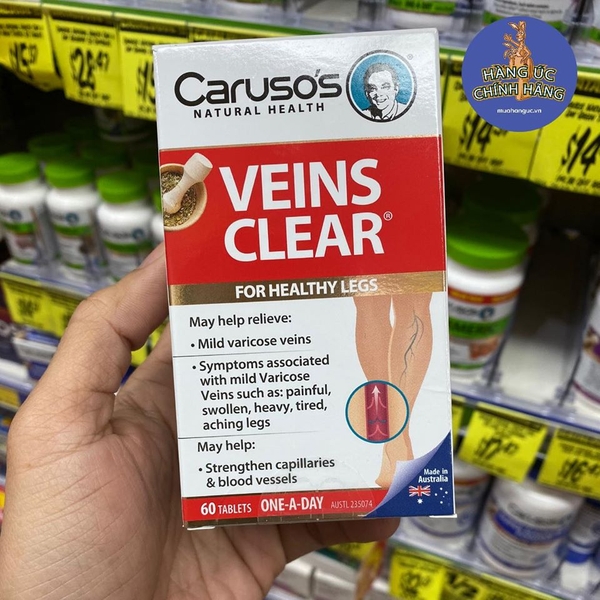 HÀNG ÚC
CHÍNH HÃNG
muahanguc.vn
Caruso's
NATURAL HEALTH
VEINS
CLEAR®
FOR HEALTHY LEGS
May help relieve:
• Mild varicose veins
• Symptoms associated
with mild Varicose
Veins such as: painful,
swollen, heavy, tired,
aching legs
May help:
• Strengthen capillaries
& blood vessels
Made in
Australia
60 TABLETS ONE-A-DAY AUSTL 235074